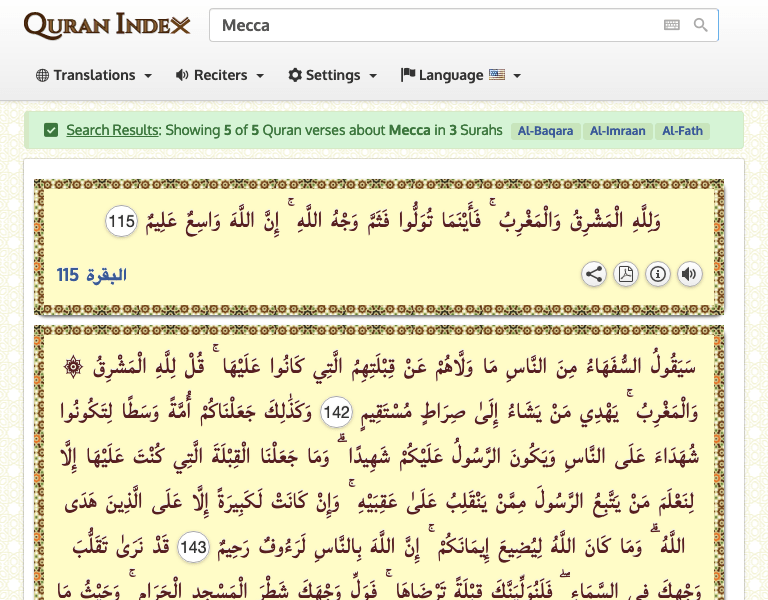 QURAN INDEX
Mecca
Translations Reciters Settings Language
Search Results: Showing 5 of 5 Quran verses about Mecca in 3 Surahs Al-Baqara Al-Imraan Al-Fath
وَلِلَّهِ الْمَشْرِقُ وَالْمَغْرِبُ ۚ فَأَيْنَمَا تُوَلُّوا فَثَمَّ وَجْهُ اللَّهِ ۚ إِنَّ اللَّهَ وَاسِعٌ عَلِيمٌ 115
البقرة 115
۞ سَيَقُولُ السُّفَهَاءُ مِنَ النَّاسِ مَا وَلَّاهُمْ عَنْ قِبْلَتِهِمُ الَّتِي كَانُوا عَلَيْهَا ۚ قُلْ لِلَّهِ الْمَشْرِقُ
وَالْمَغْرِبُ ۚ يَهْدِي مَنْ يَشَاءُ إِلَىٰ صِرَاطٍ مُسْتَقِيمٍ 142 وَكَذَٰلِكَ جَعَلْنَاكُمْ أُمَّةً وَسَطًا لِتَكُونُوا
شُهَدَاءَ عَلَى النَّاسِ وَيَكُونَ الرَّسُولُ عَلَيْكُمْ شَهِيدًا ۗ وَمَا جَعَلْنَا الْقِبْلَةَ الَّتِي كُنْتَ عَلَيْهَا إِلَّا
لِنَعْلَمَ مَنْ يَتَّبِعُ الرَّسُولَ مِمَّنْ يَنْقَلِبُ عَلَىٰ عَقِبَيْهِ ۚ وَإِنْ كَانَتْ لَكَبِيرَةً إِلَّا عَلَى الَّذِينَ هَدَى
اللَّهُ ۗ وَمَا كَانَ اللَّهُ لِيُضِيعَ إِيمَانَكُمْ ۚ إِنَّ اللَّهَ بِالنَّاسِ لَرَءُوفٌ رَحِيمٌ 143 قَدْ نَرَىٰ تَقَلُّبَ
وَجْهِكَ فِي السَّمَاءِ ۖ فَلَنُوَلِّيَنَّكَ قِبْلَةً تَرْضَاهَا ۚ فَوَلِّ وَجْهَكَ شَطْرَ الْمَسْجِدِ الْحَرَامِ ۚ وَحَيْثُ مَا